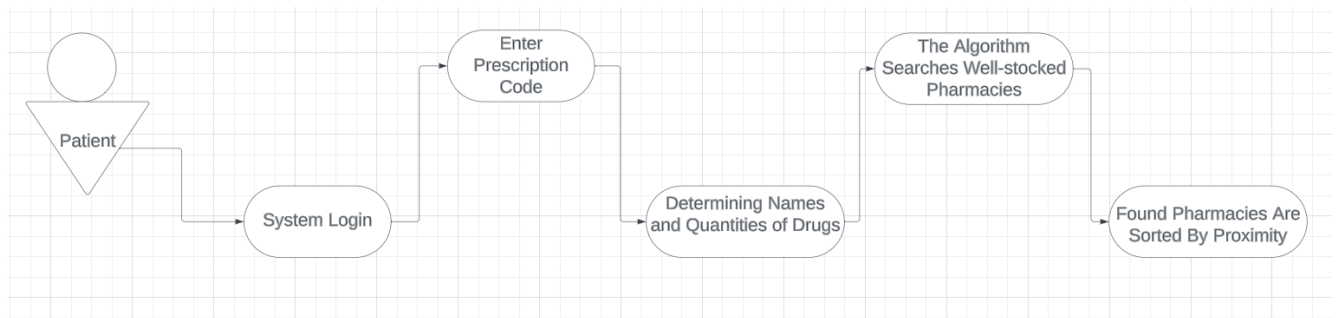 Patient
System Login
Enter
Prescription
Code
Determining Names
and Quantities of Drugs
The Algorithm
Searches Well-stocked
Pharmacies
Found Pharmacies Are
Sorted By Proximity